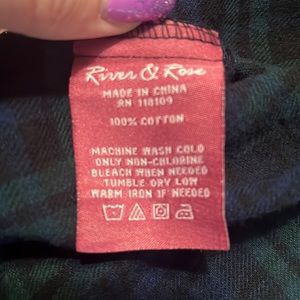 River & Rose
MADE IN CHINA
RN 118109
100% COTTON
MACHINE WASH COLD
ONLY NON-CHLORINE
BLEACH WHEN NEEDED
TUMBLE DRY LOW
WARM IRON IF NEEDED